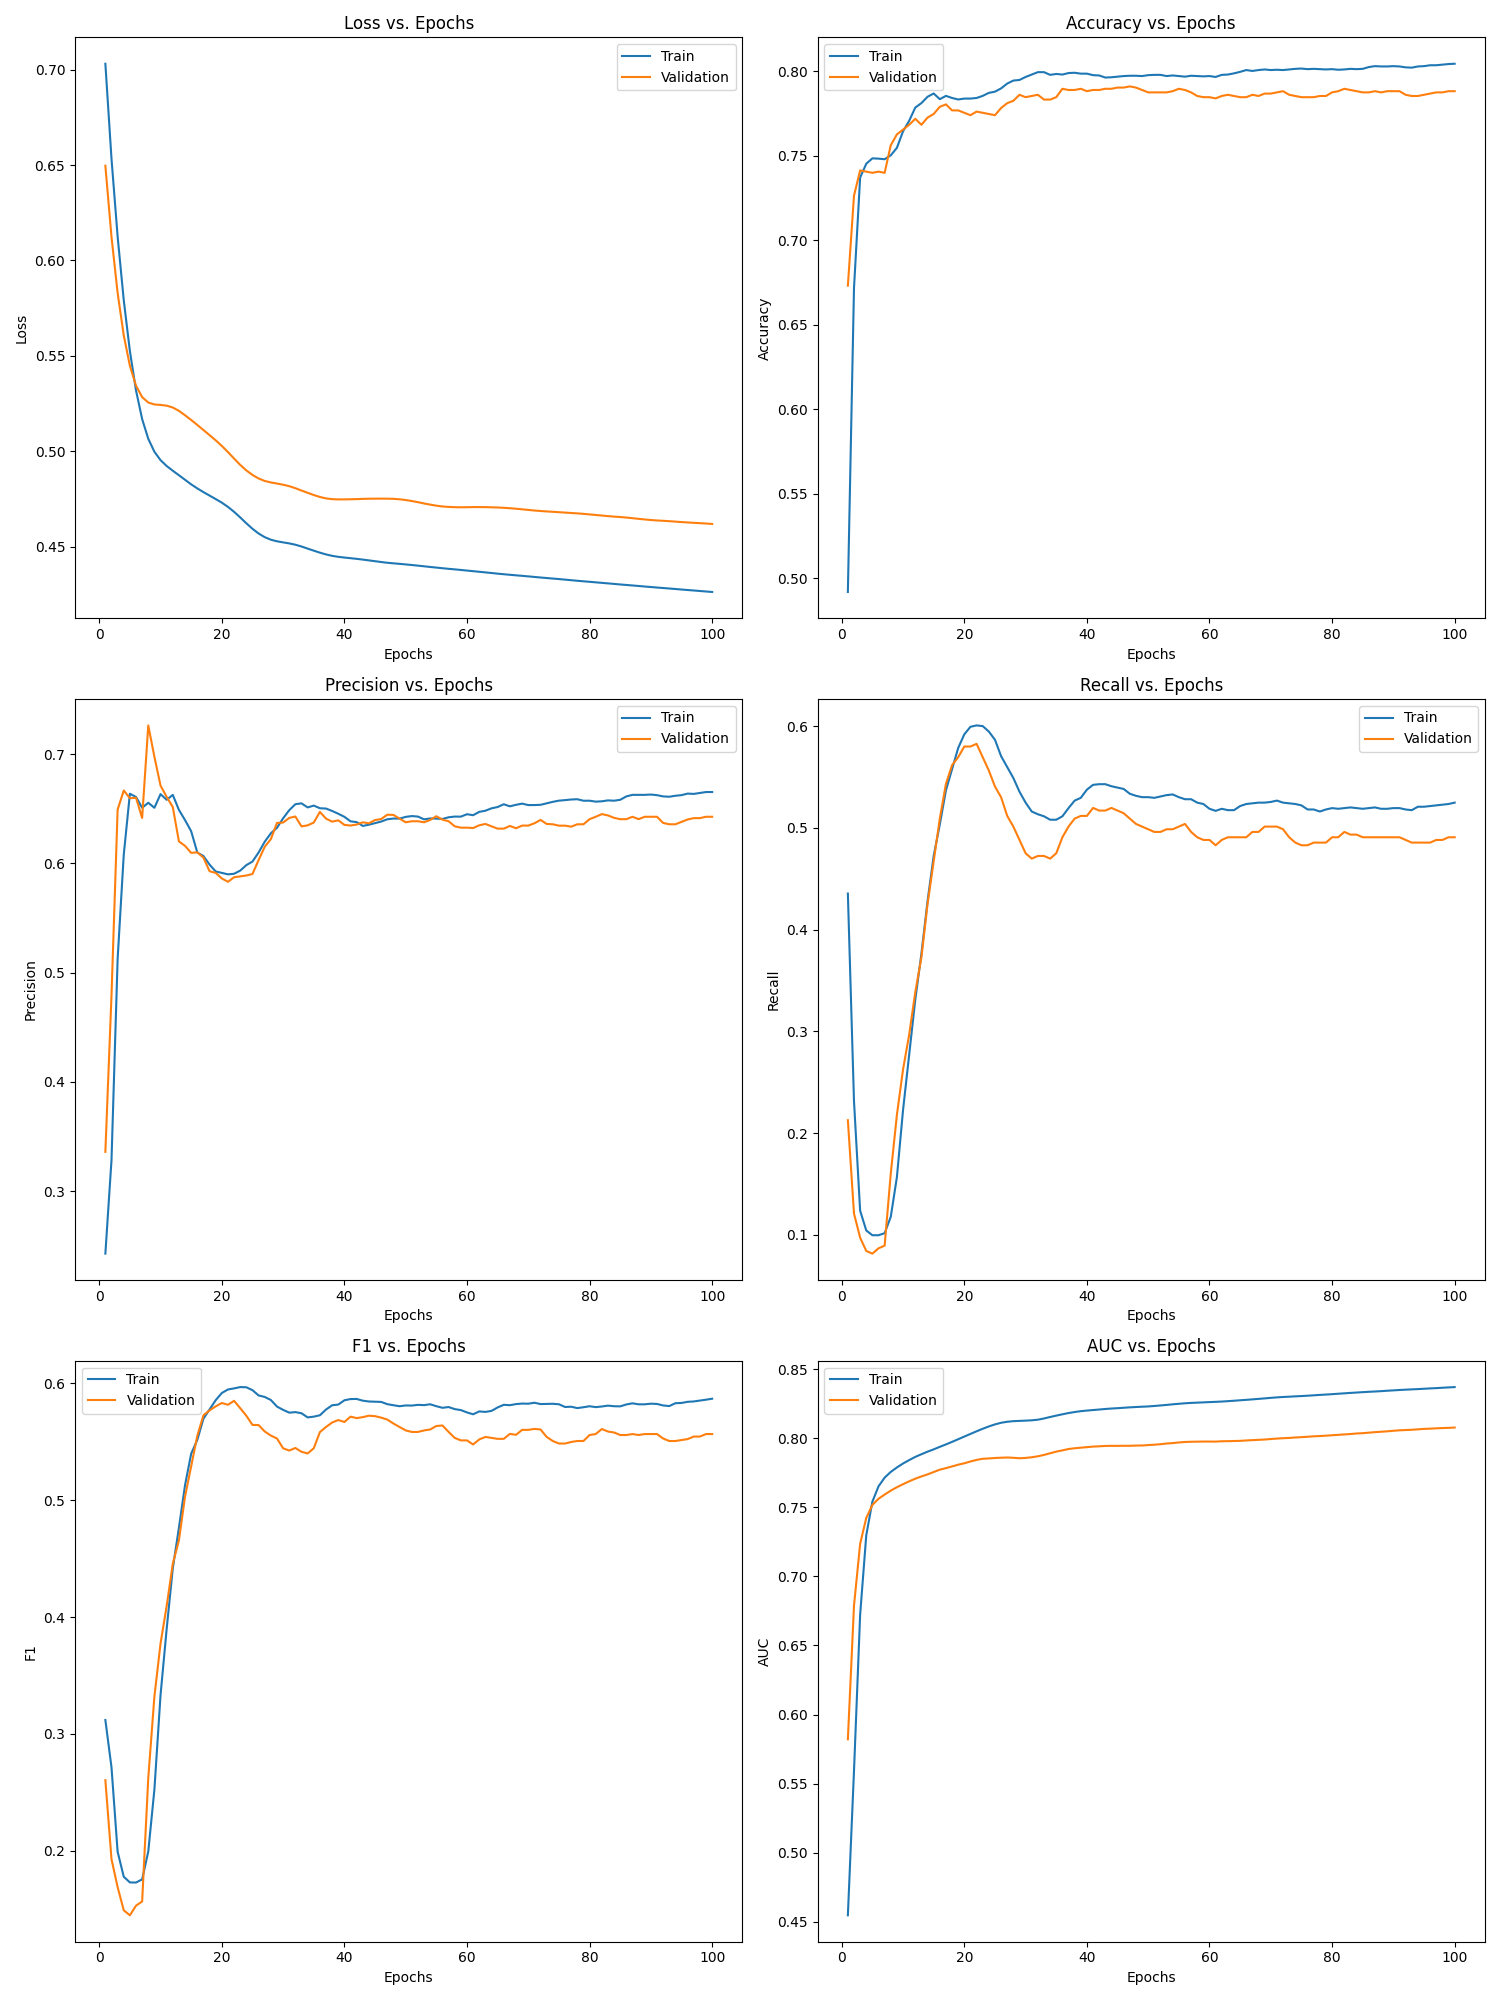 Loss vs. Epochs
Train
Validation
0.70
0.65
0.60
0.55
0.50
0.45
Loss
0 20 40 60 80 100
Epochs
Accuracy vs. Epochs
Train
Validation
0.80
0.75
0.70
0.65
0.60
0.55
0.50
Accuracy
0 20 40 60 80 100
Epochs
Precision vs. Epochs
Train
Validation
0.7
0.6
0.5
0.4
0.3
Precision
0 20 40 60 80 100
Epochs
Recall vs. Epochs
Train
Validation
0.6
0.5
0.4
0.3
0.2
0.1
Recall
0 20 40 60 80 100
Epochs
F1 vs. Epochs
Train
Validation
0.6
0.5
0.4
0.3
0.2
F1
0 20 40 60 80 100
Epochs
AUC vs. Epochs
Train
Validation
0.85
0.80
0.75
0.70
0.65
0.60
0.55
0.50
0.45
AUC
0 20 40 60 80 100
Epochs